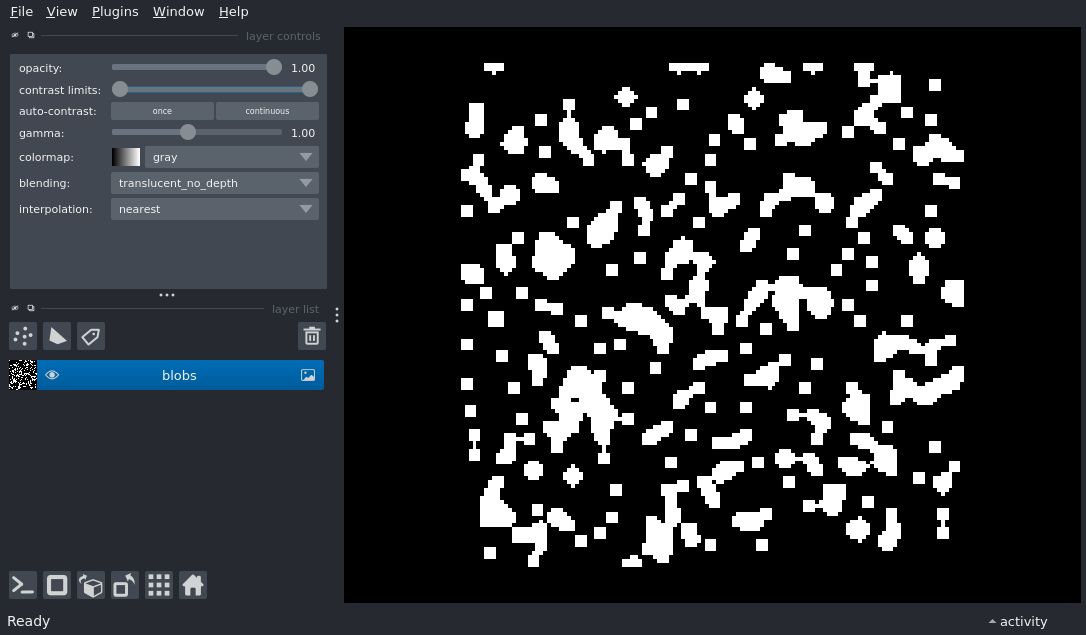 File View Plugins Window Help
layer controls
opacity: 1.00
contrast limits:
auto-contrast: once continuous
gamma: 1.00
colormap: gray
blending: translucent_no_depth
interpolation: nearest
layer list
blobs
Ready activity